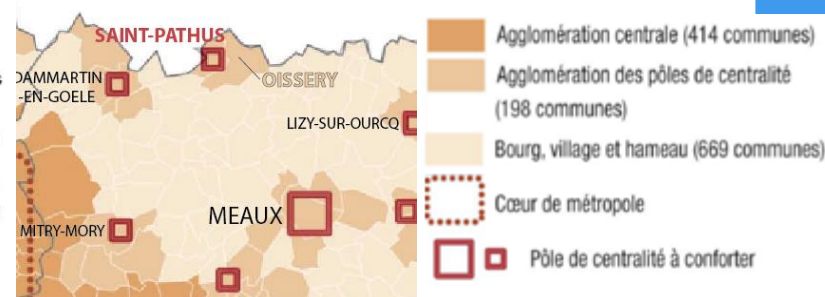 SAINT-PATHUS
DAMMARTIN
-EN-GOELE
OISSERY
LIZY-SUR-OURCQ
MEAUX
MITRY-MORY
Agglomération centrale (414 communes)
Agglomération des pôles de centralité
(198 communes)
Bourg, village et hameau (669 communes)
Cœur de métropole
Pôle de centralité à conforter